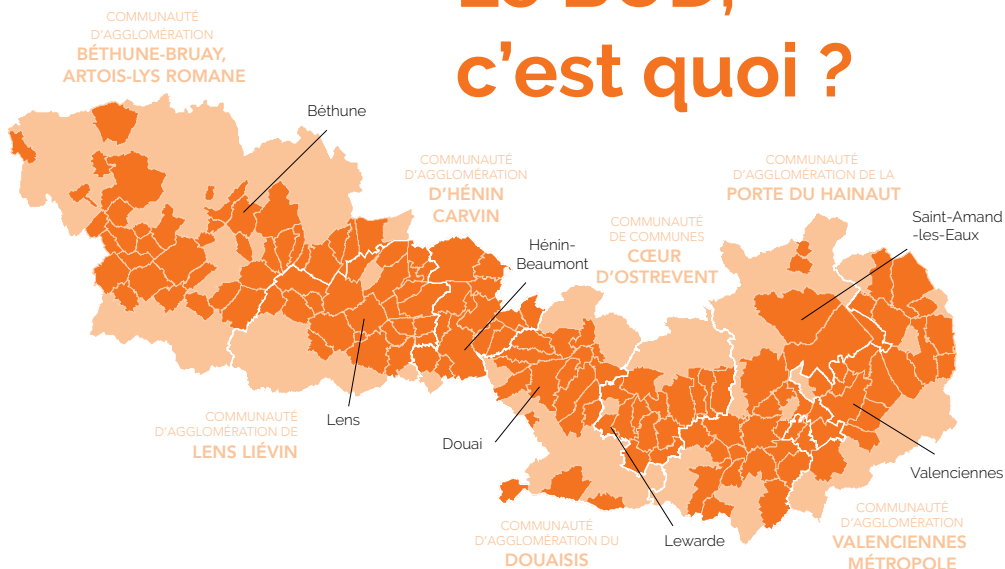 Le BUD,
c'est quoi ?
COMMUNAUTÉ
D'AGGLOMÉRATION
BÉTHUNE-BRUAY,
ARTOIS-LYS ROMANE
Béthune
COMMUNAUTÉ
D'AGGLOMÉRATION
D'HÉNIN
CARVIN
Hénin-
Beaumont
COMMUNAUTÉ
DE COMMUNES
CŒUR
D'OSTREVENT
COMMUNAUTÉ
D'AGGLOMÉRATION DE LA
PORTE DU HAINAUT
Saint-Amand
-les-Eaux
COMMUNAUTÉ
D'AGGLOMÉRATION DE
LENS LIÉVIN
Lens
Douai
COMMUNAUTÉ
D'AGGLOMÉRATION DU
DOUAISIS
Lewarde
Valenciennes
COMMUNAUTÉ
D'AGGLOMÉRATION
VALENCIENNES
MÉTROPOLE